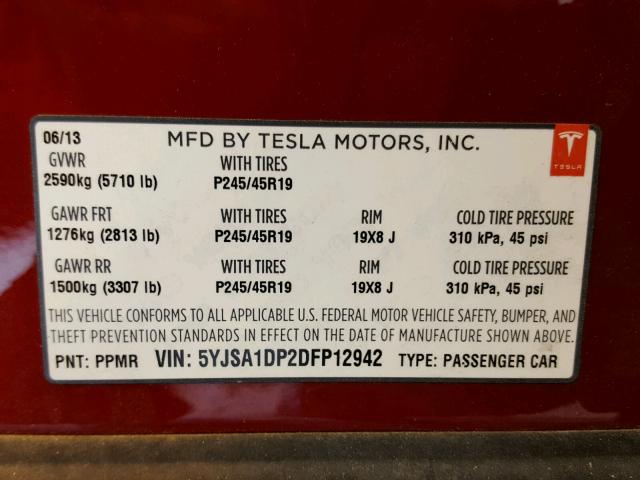 06/13
MFD BY TESLA MOTORS, INC.
TESLA
GVWR WITH TIRES
2590kg (5710 lb) P245/45R19
GAWR FRT WITH TIRES RIM COLD TIRE PRESSURE
1276kg (2813 lb) P245/45R19 19X8 J 310 kPa, 45 psi
GAWR RR WITH TIRES RIM COLD TIRE PRESSURE
1500kg (3307 lb) P245/45R19 19X8 J 310 kPa, 45 psi
THIS VEHICLE CONFORMS TO ALL APPLICABLE U.S. FEDERAL MOTOR VEHICLE SAFETY, BUMPER, AND
THEFT PREVENTION STANDARDS IN EFFECT ON THE DATE OF MANUFACTURE SHOWN ABOVE.
PNT: PPMR VIN: 5YJSA1DP2DFP12942 TYPE: PASSENGER CAR